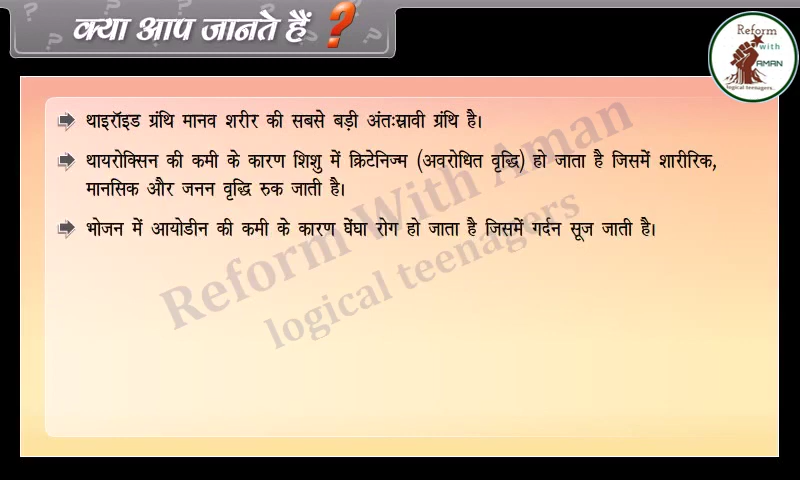 क्या आप जानते हैं ?
Reform
with
AMAN
logical teenagers.
थाइरॉइड ग्रंथि मानव शरीर की सबसे बड़ी अंतःस्रावी ग्रंथि है।
थायरोक्सिन की कमी के कारण शिशु में क्रिटेनिज्म (अवरोधित वृद्धि) हो जाता है जिसमें शारीरिक,
मानसिक और जनन वृद्धि रुक जाती है।
भोजन में आयोडीन की कमी के कारण घेंघा रोग हो जाता है जिसमें गर्दन सूज जाती है।
Reform With Aman
logical teenagers